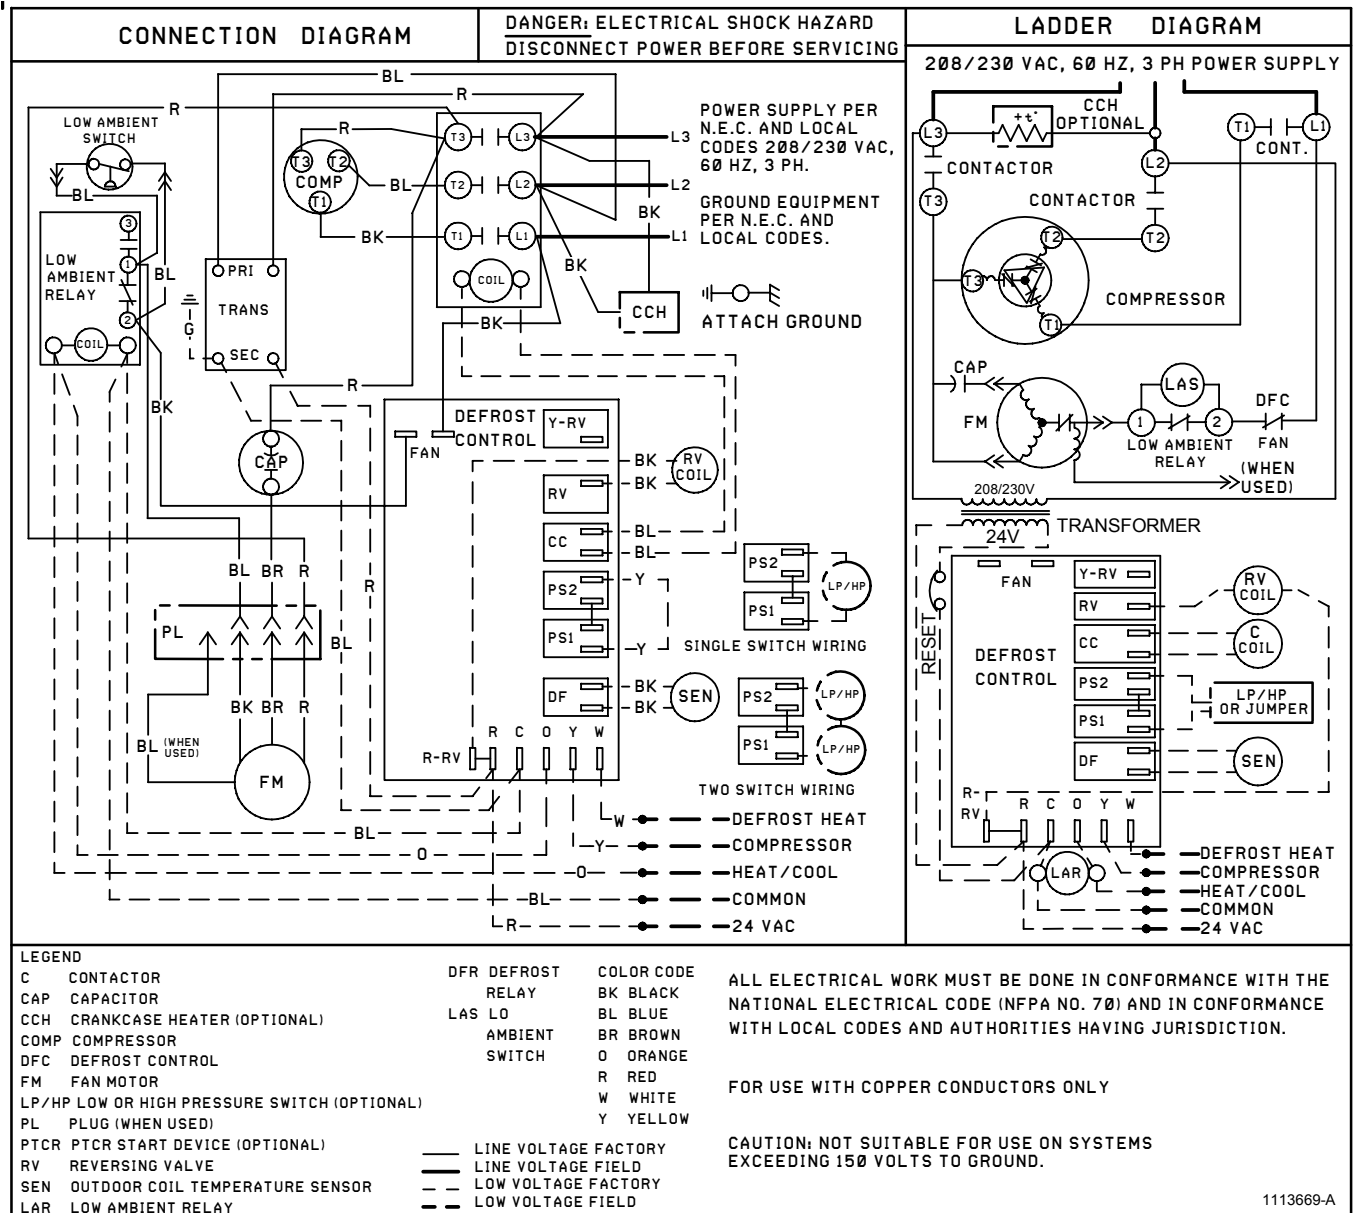 CONNECTION DIAGRAM
DANGER: ELECTRICAL SHOCK HAZARD
DISCONNECT POWER BEFORE SERVICING
LADDER DIAGRAM
BL
R
R
LOW AMBIENT
SWITCH
BL
LOW
AMBIENT
RELAY
3
1
2
COIL
BL
BK
PRI
TRANS
SEC
G
T3
T2
COMP
T1
R
BL
BK
T3
L3
T2
L2
T1
L1
COIL
BK
R
L3
L2
L1
BK
BK
CCH
POWER SUPPLY PER
N.E.C. AND LOCAL
CODES 208/230 VAC,
60 HZ, 3 PH.
GROUND EQUIPMENT
PER N.E.C. AND
LOCAL CODES.
ATTACH GROUND
CAP
DEFROST
CONTROL
FAN
Y-RV
RV
CC
PS2
PS1
DF
BK
BK
RV
COIL
BL
BL
Y
Y
BK
BK
SEN
R-RV
R C O Y W
BL BR R
PL
BL
R
BK BR R
BL (WHEN
USED)
FM
PS2
PS1
LP/HP
SINGLE SWITCH WIRING
PS2
LP/HP
PS1
LP/HP
TWO SWITCH WIRING
W DEFROST HEAT
BL
Y COMPRESSOR
O
O HEAT/COOL
BL COMMON
R 24 VAC
208/230 VAC, 60 HZ, 3 PH POWER SUPPLY
CCH
OPTIONAL
+t°
L3
T1
L1
CONT.
CONTACTOR
L2
T3
CONTACTOR
T2
T2
T3
T1
COMPRESSOR
CAP
FM
LAS
1
2
LOW AMBIENT
RELAY
DFC
FAN
(WHEN
USED)
208/230V
TRANSFORMER
24V
RESET
FAN
DEFROST
CONTROL
Y-RV
RV
CC
PS2
PS1
DF
RV
COIL
C
COIL
LP/HP
OR JUMPER
SEN
R-
RV
R C O Y W
LAR
DEFROST HEAT
COMPRESSOR
HEAT/COOL
COMMON
24 VAC
LEGEND
C CONTACTOR
CAP CAPACITOR
CCH CRANKCASE HEATER (OPTIONAL)
COMP COMPRESSOR
DFC DEFROST CONTROL
FM FAN MOTOR
LP/HP LOW OR HIGH PRESSURE SWITCH (OPTIONAL)
PL PLUG (WHEN USED)
PTCR PTCR START DEVICE (OPTIONAL)
RV REVERSING VALVE
SEN OUTDOOR COIL TEMPERATURE SENSOR
LAR LOW AMBIENT RELAY
DFR DEFROST
RELAY
LAS LO
AMBIENT
SWITCH
COLOR CODE
BK BLACK
BL BLUE
BR BROWN
O ORANGE
R RED
W WHITE
Y YELLOW
LINE VOLTAGE FACTORY
LINE VOLTAGE FIELD
LOW VOLTAGE FACTORY
LOW VOLTAGE FIELD
ALL ELECTRICAL WORK MUST BE DONE IN CONFORMANCE WITH THE
NATIONAL ELECTRICAL CODE (NFPA NO. 70) AND IN CONFORMANCE
WITH LOCAL CODES AND AUTHORITIES HAVING JURISDICTION.
FOR USE WITH COPPER CONDUCTORS ONLY
CAUTION: NOT SUITABLE FOR USE ON SYSTEMS
EXCEEDING 150 VOLTS TO GROUND.
1113669-A